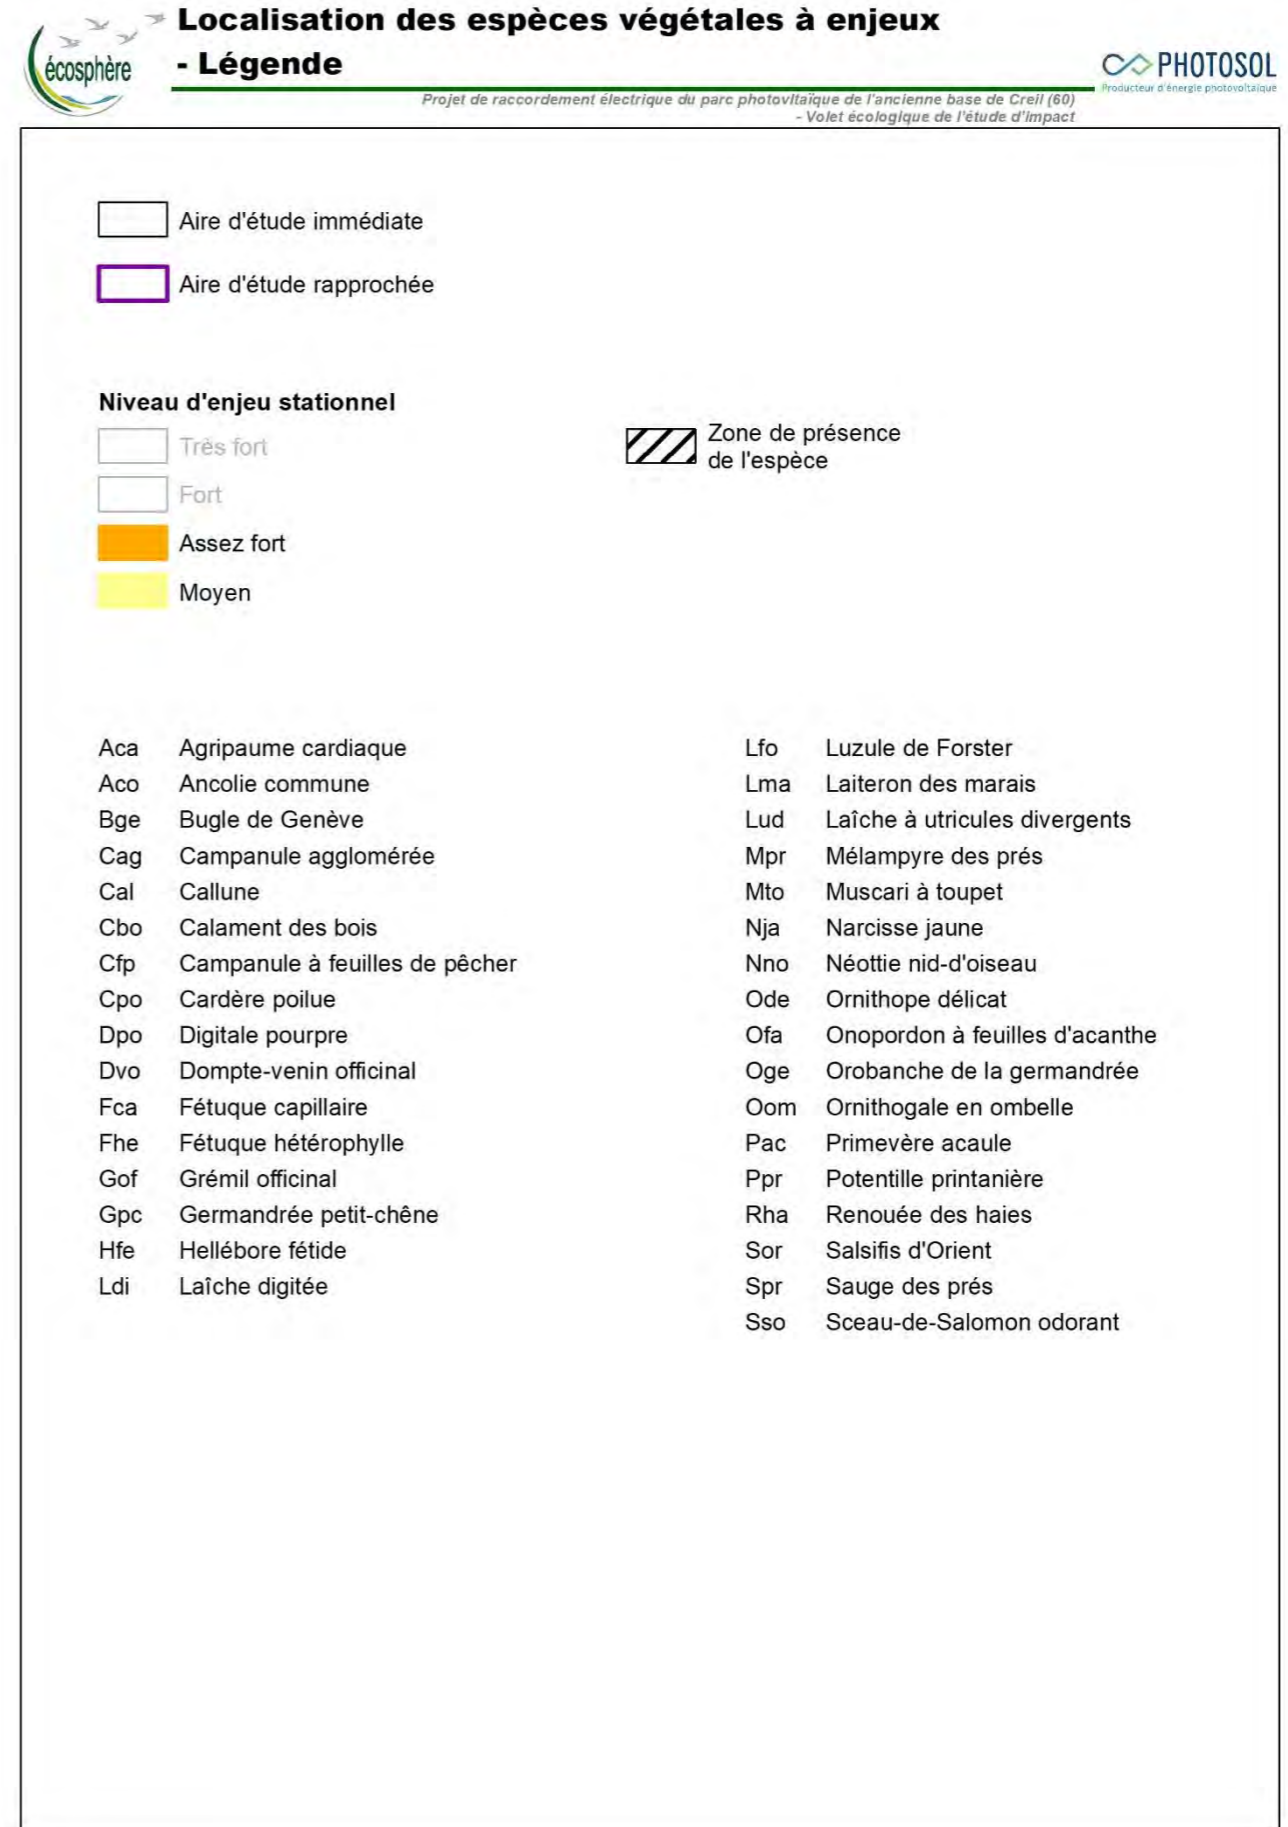 Localisation des espèces végétales à enjeux
- Légende
écosphère
PHOTOSOL
Producteur d'énergie photovoltaïque
Projet de raccordement électrique du parc photovltaïque de l'ancienne base de Creil (60)
- Volet écologique de l'étude d'impact
Aire d'étude immédiate
Aire d'étude rapprochée
Niveau d'enjeu stationnel
Très fort
Fort
Assez fort
Moyen
Zone de présence
de l'espèce
Aca Agripaume cardiaque
Aco Ancolie commune
Bge Bugle de Genève
Cag Campanule agglomérée
Cal Callune
Cbo Calament des bois
Cfp Campanule à feuilles de pêcher
Cpo Cardère poilue
Dpo Digitale pourpre
Dvo Dompte-venin officinal
Fca Fétuque capillaire
Fhe Fétuque hétérophylle
Gof Grémil officinal
Gpc Germandrée petit-chêne
Hfe Hellébore fétide
Ldi Laîche digitée
Lfo Luzule de Forster
Lma Laiteron des marais
Lud Laîche à utricules divergents
Mpr Mélampyre des prés
Mto Muscari à toupet
Nja Narcisse jaune
Nno Néottie nid-d'oiseau
Ode Ornithope délicat
Ofa Onopordon à feuilles d'acanthe
Oge Orobanche de la germandrée
Oom Ornithogale en ombelle
Pac Primevère acaule
Ppr Potentille printanière
Rha Renouée des haies
Sor Salsifis d'Orient
Spr Sauge des prés
Sso Sceau-de-Salomon odorant